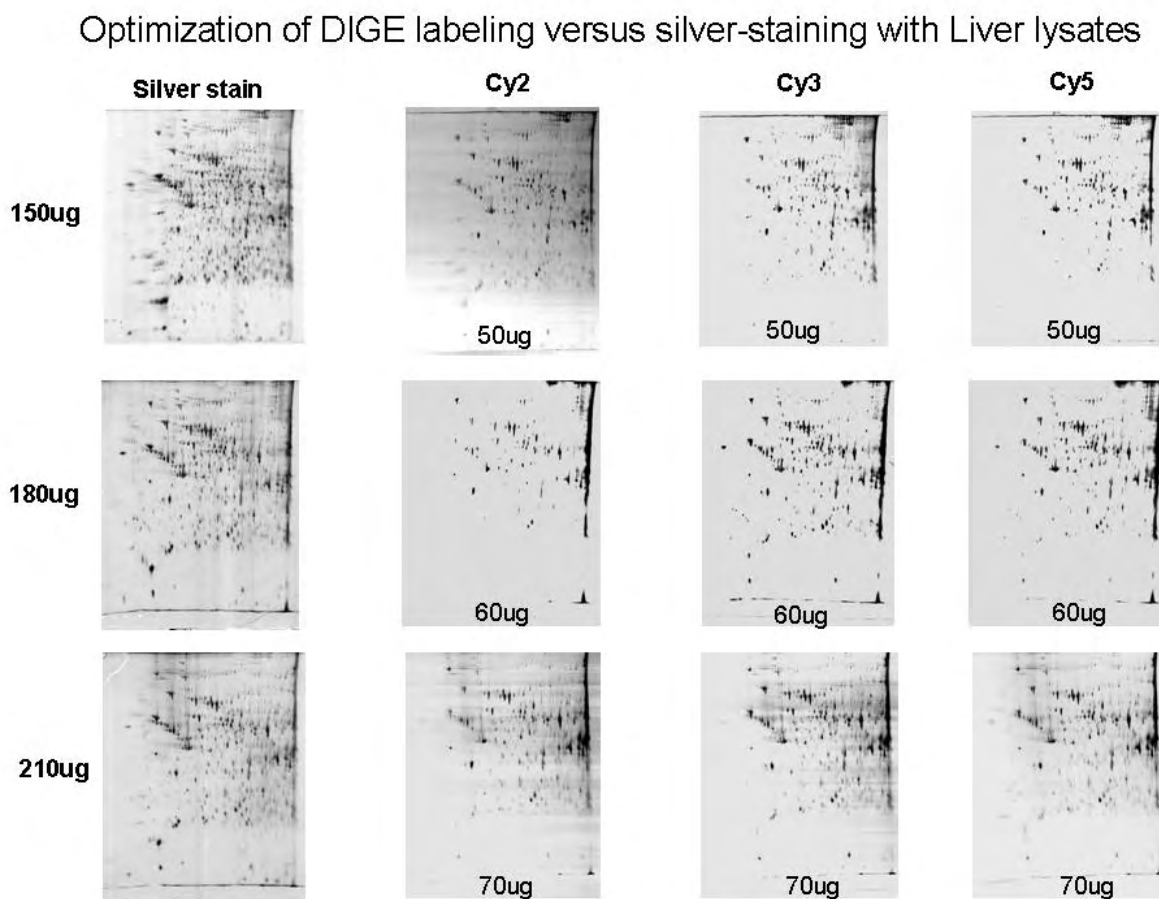 Optimization of DIGE labeling versus silver-staining with Liver lysates
Silver stain
Cy2
Cy3
Cy5
150ug
50ug
50ug
50ug
180ug
60ug
60ug
60ug
210ug
70ug
70ug
70ug